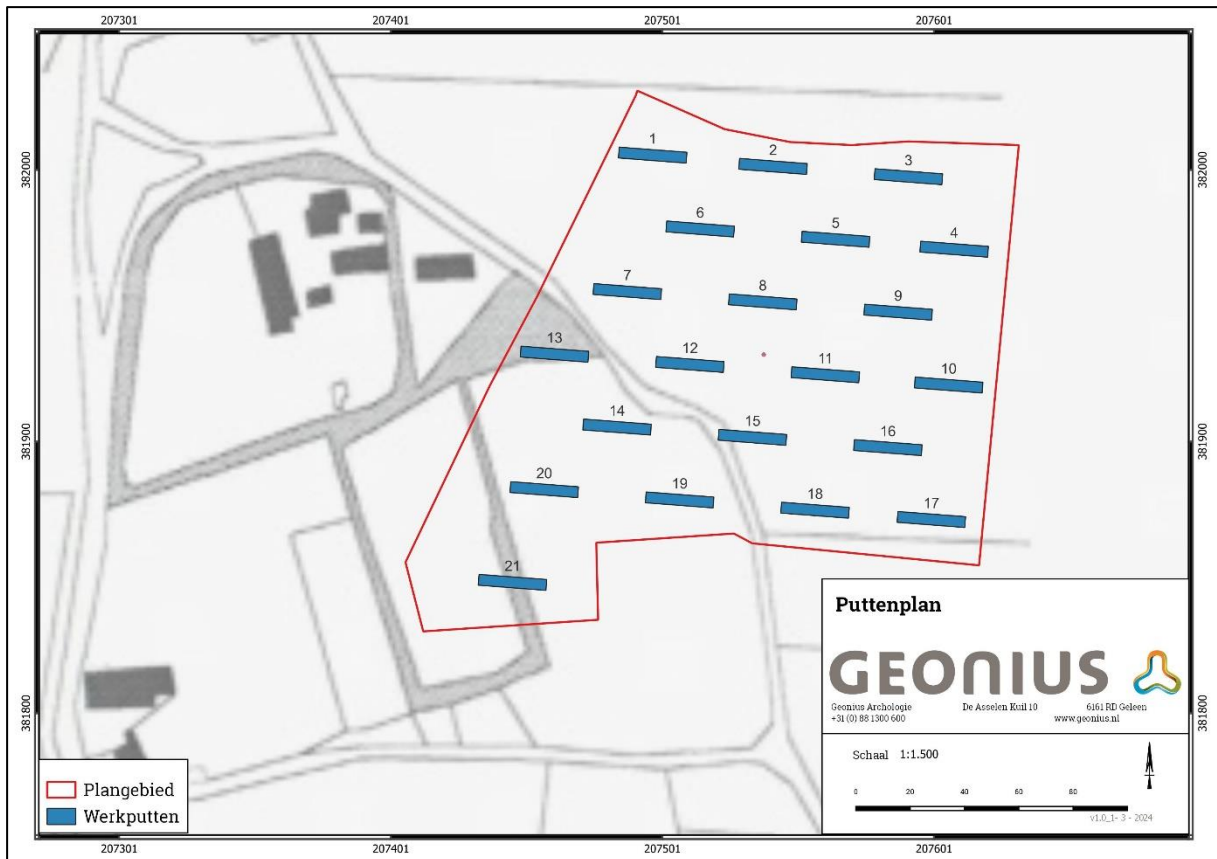 207301 207401 207501 207601
382000 382000
1
2
3
6
5
4
7
8
9
13
12
11
10
14
15
16
381900 381900
20
19
18
17
21
Puttenplan
GEONIUS
Geonius Archologie De Asselen Kuil 10 6161 RD Geleen
+31 (0) 88 1300 600 www.geonius.nl
381800 381800
Schaal 1:1.500
0 20 40 60 80
v1.0_1- 3 - 2024
Plangebied
Werkputten
207301 207401 207501 207601